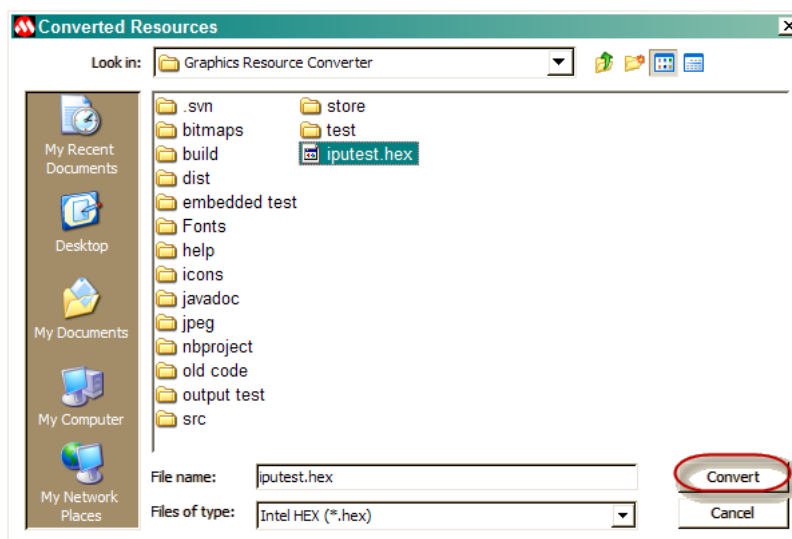 Converted Resources
Look in:
Graphics Resource Converter
My Recent
Documents
Desktop
My Documents
My Computer
My Network
Places
.svn
bitmaps
build
dist
embedded test
Fonts
help
icons
javadoc
jpeg
nbproject
old code
output test
src
store
test
iputest.hex
File name:
iputest.hex
Convert
Files of type:
Intel HEX (*.hex)
Cancel